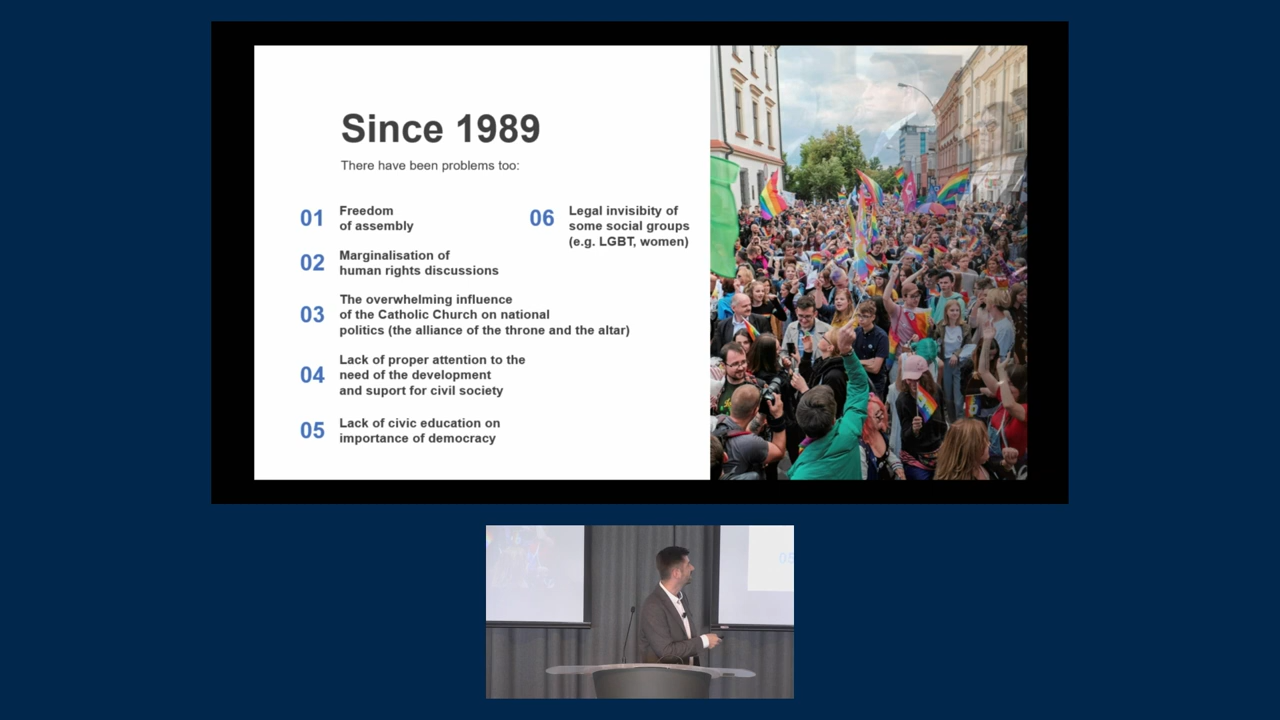 Since 1989
There have been problems too:
01
Freedom
of assembly
02
Marginalisation of
human rights discussions
03
The overwhelming influence
of the Catholic Church on national
politics (the alliance of the throne and the altar)
04
Lack of proper attention to the
need of the development
and suport for civil society
05
Lack of civic education on
importance of democracy
06
Legal invisibity of
some social groups
(e.g. LGBT, women)
05